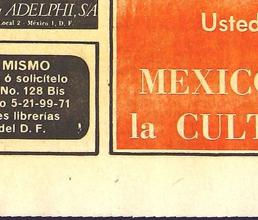 ADELPHI, SA
Local 2 - México 1, D. F.
MISMO
ó solicítelo
No. 128 Bis
o 5-21-99-71
es librerías
del D. F.
Usted
MEXICO
la CULT